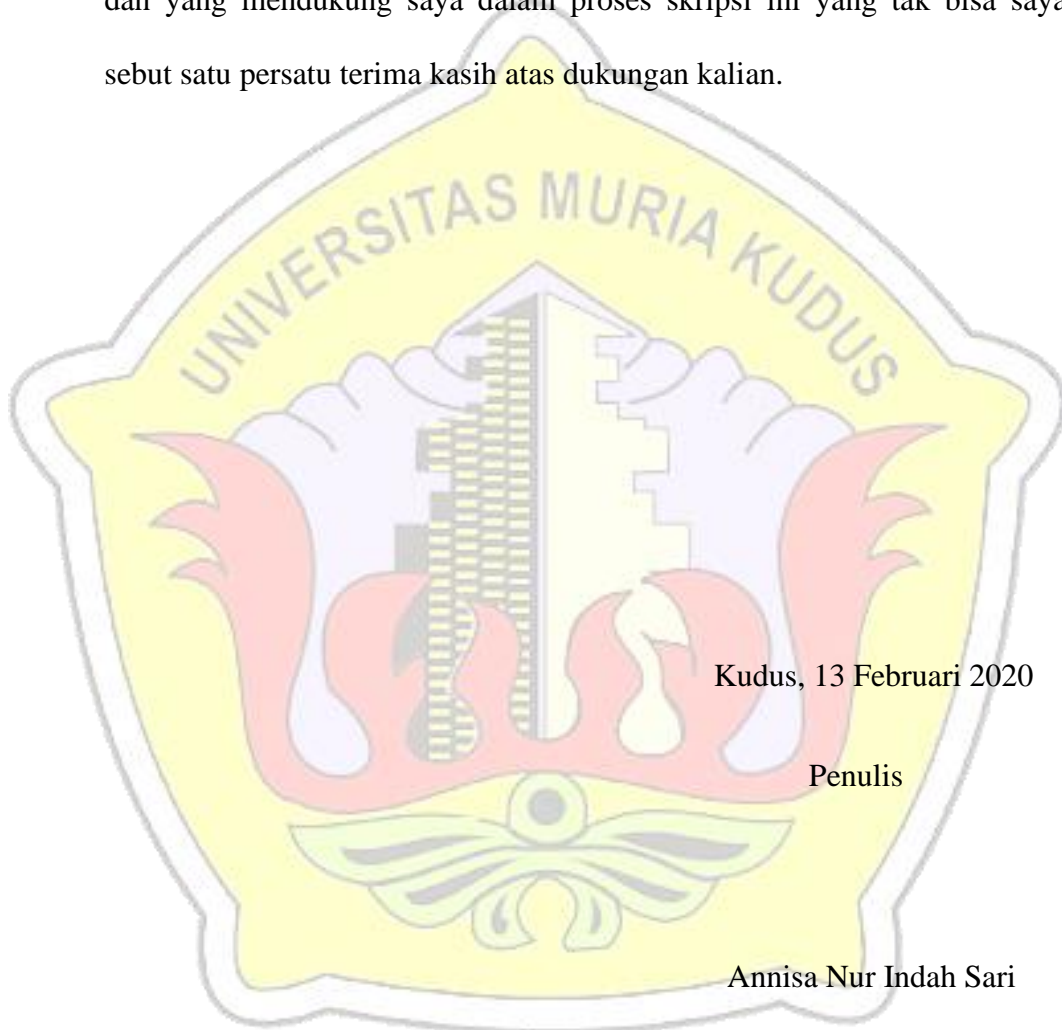 dan yang mendukung saya dalam proses skripsi ini yang tak bisa saya
sebut satu persatu terima kasih atas dukungan kalian.
UNIVERSITAS MURIA KUDUS
Kudus, 13 Februari 2020
Penulis
Annisa Nur Indah Sari